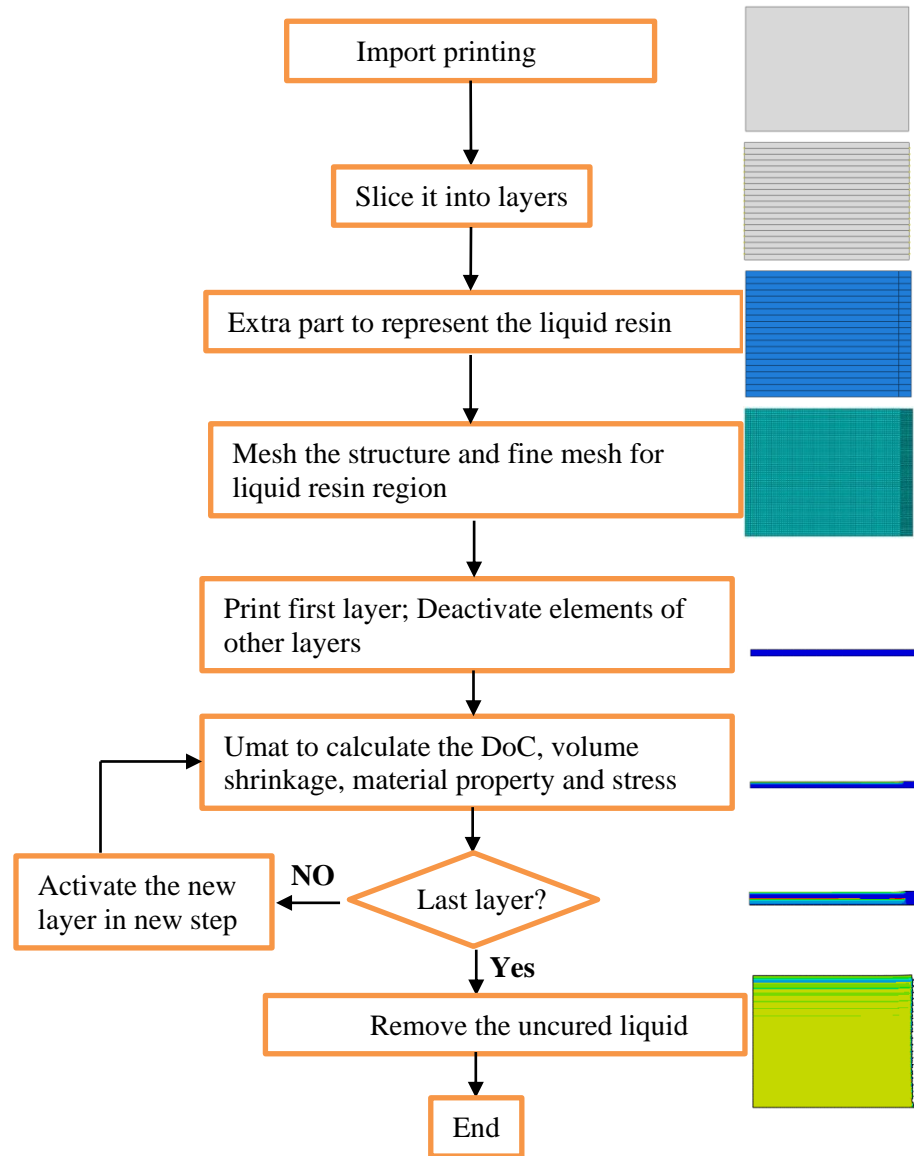 Import printing
Slice it into layers
Extra part to represent the liquid resin
Mesh the structure and fine mesh for
liquid resin region
Print first layer; Deactivate elements of
other layers
Umat to calculate the DoC, volume
shrinkage, material property and stress
Last layer?
NO
Activate the new
layer in new step
Yes
Remove the uncured liquid
End